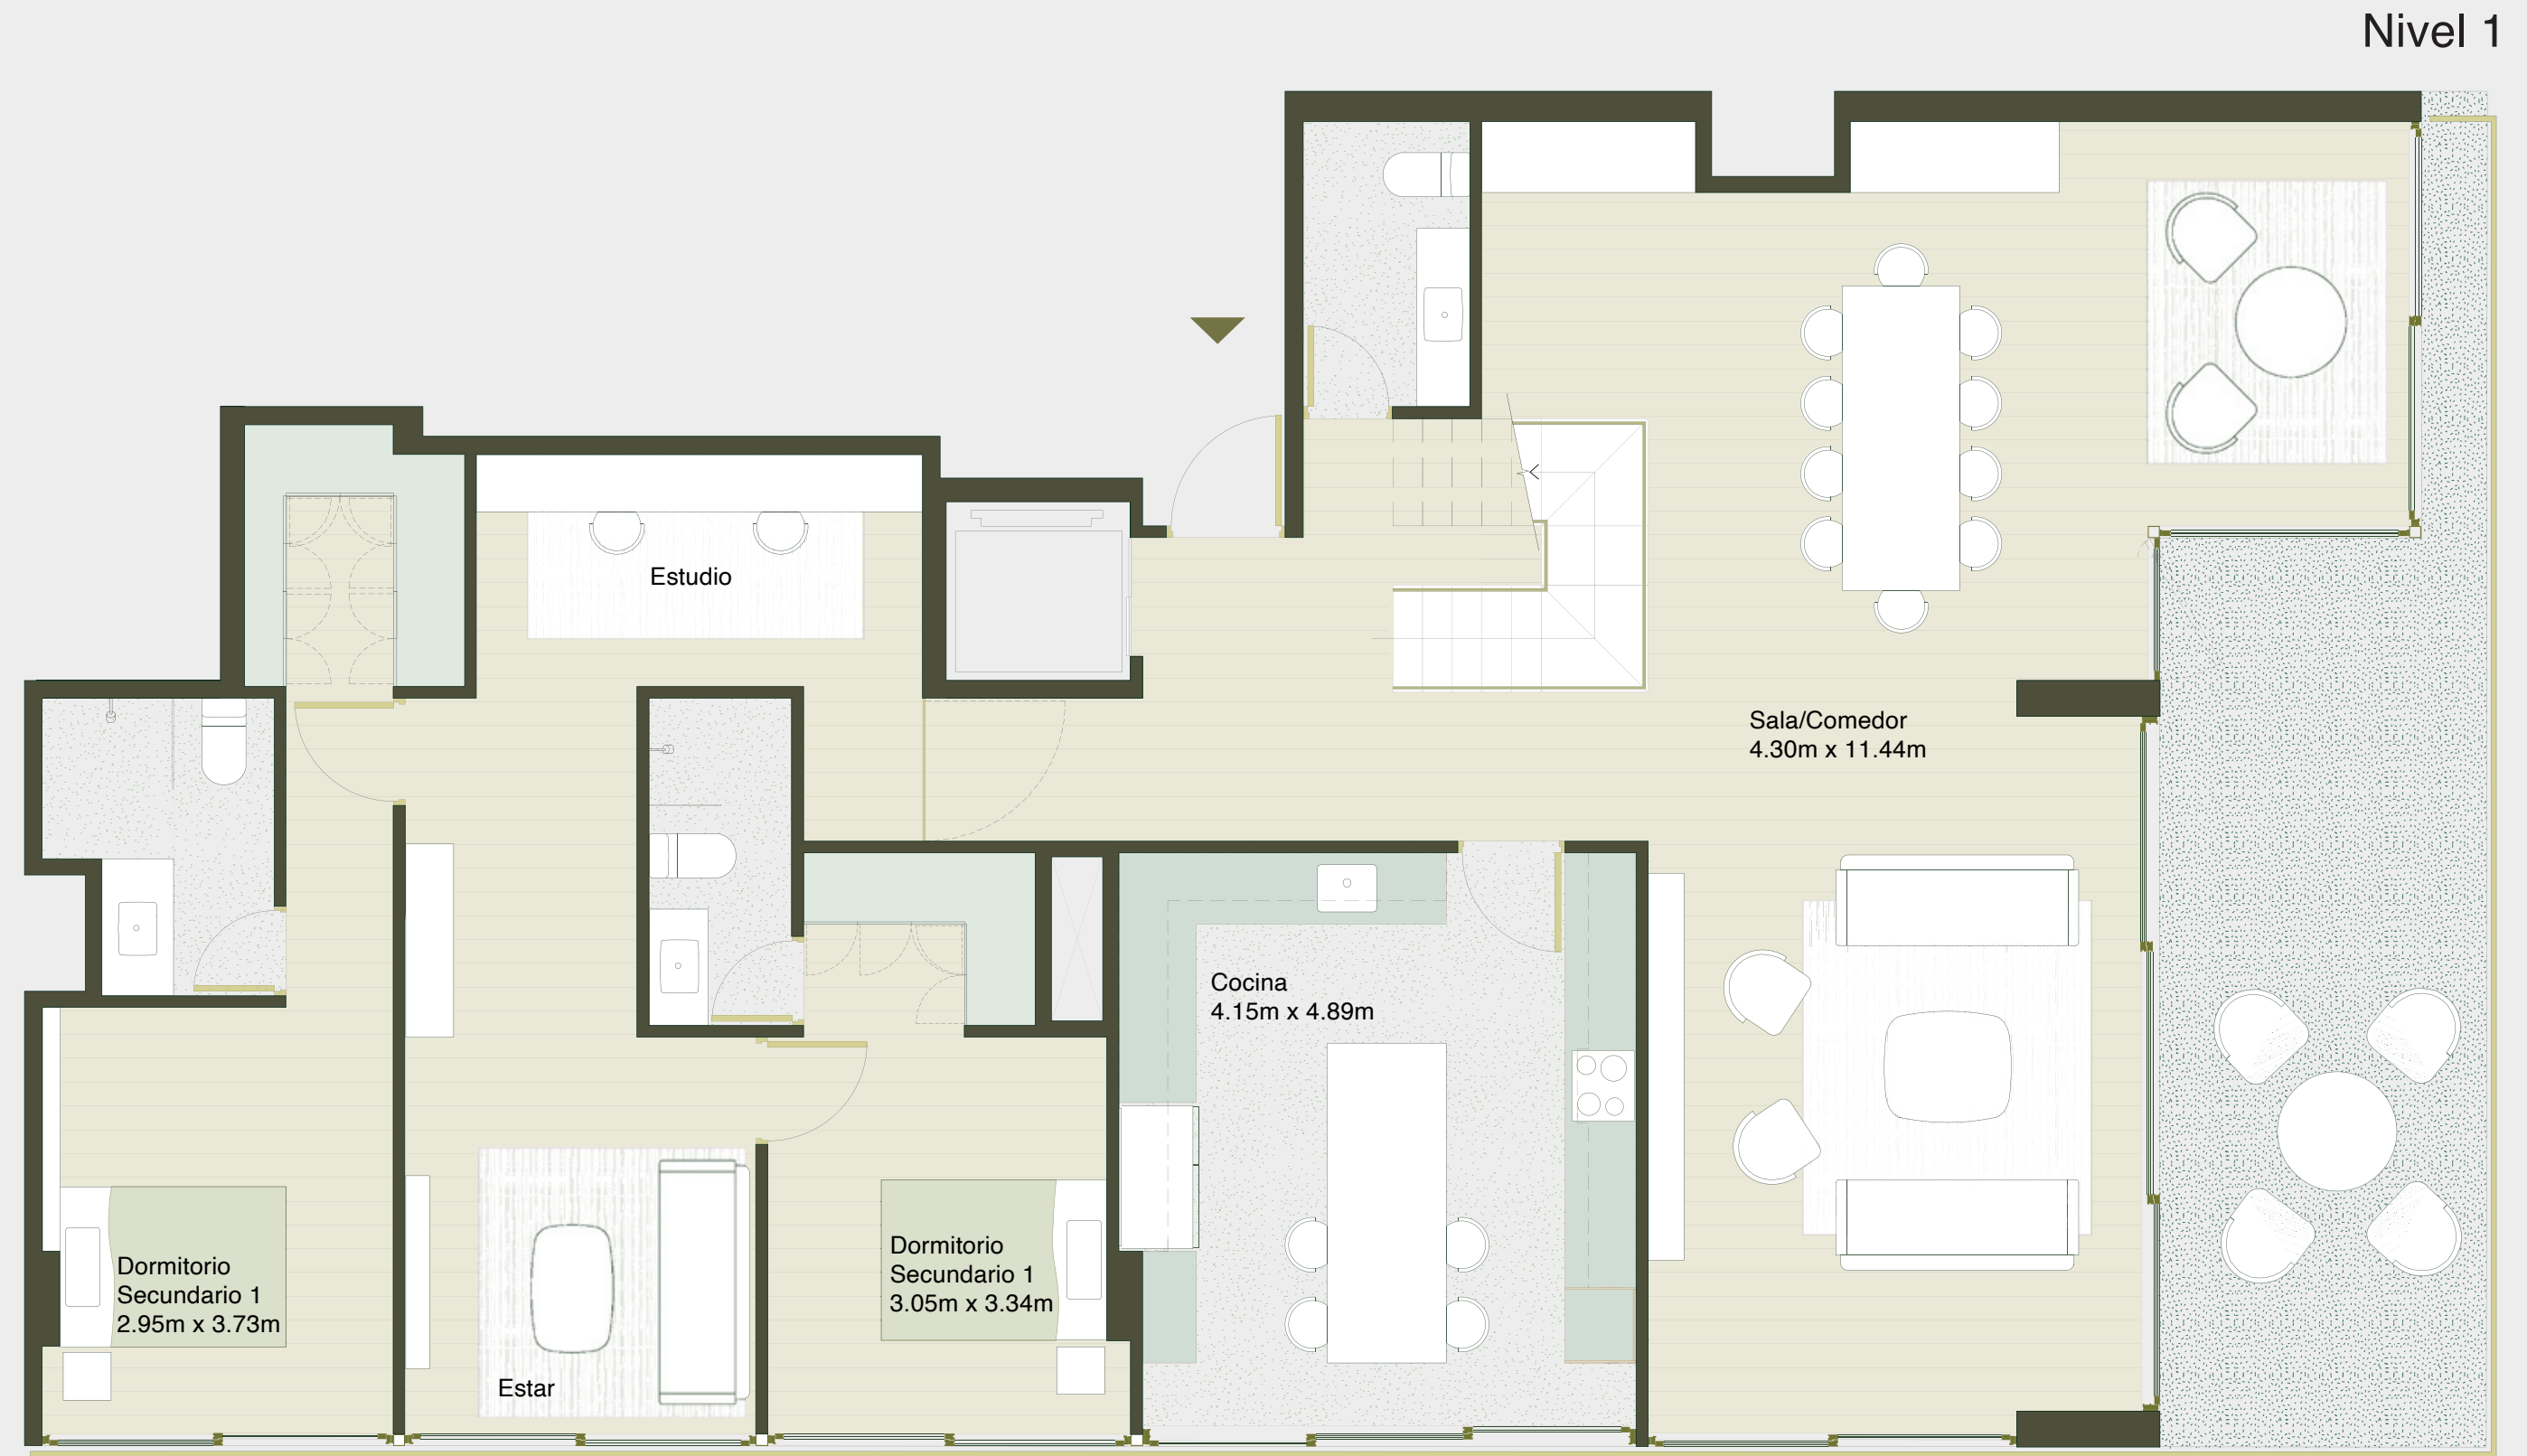 Nivel 1
Estudio
Sala/Comedor
4.30m x 11.44m
Cocina
4.15m x 4.89m
Dormitorio
Secundario 1
3.05m x 3.34m
Dormitorio
Secundario 1
2.95m x 3.73m
Estar